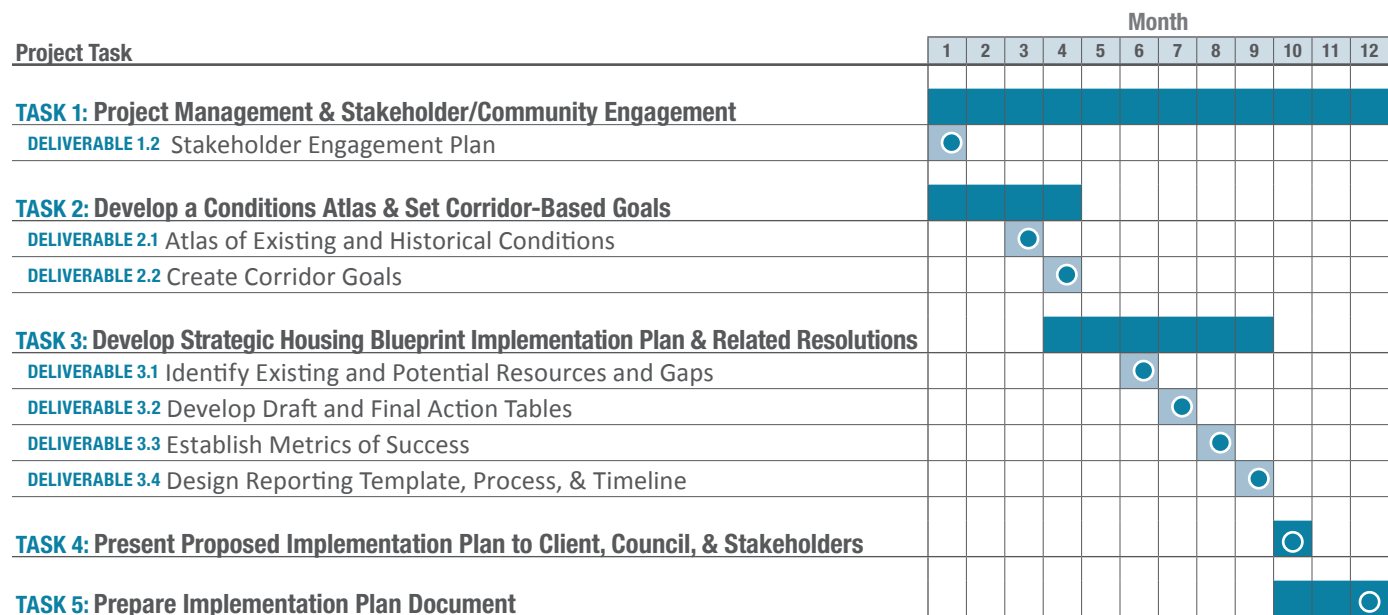 Month
Project Task 1 2 3 4 5 6 7 8 9 10 11 12
TASK 1: Project Management & Stakeholder/Community Engagement
DELIVERABLE 1.2 Stakeholder Engagement Plan
TASK 2: Develop a Conditions Atlas & Set Corridor-Based Goals
DELIVERABLE 2.1 Atlas of Existing and Historical Conditions
DELIVERABLE 2.2 Create Corridor Goals
TASK 3: Develop Strategic Housing Blueprint Implementation Plan & Related Resolutions
DELIVERABLE 3.1 Identify Existing and Potential Resources and Gaps
DELIVERABLE 3.2 Develop Draft and Final Action Tables
DELIVERABLE 3.3 Establish Metrics of Success
DELIVERABLE 3.4 Design Reporting Template, Process, & Timeline
TASK 4: Present Proposed Implementation Plan to Client, Council, & Stakeholders
TASK 5: Prepare Implementation Plan Document